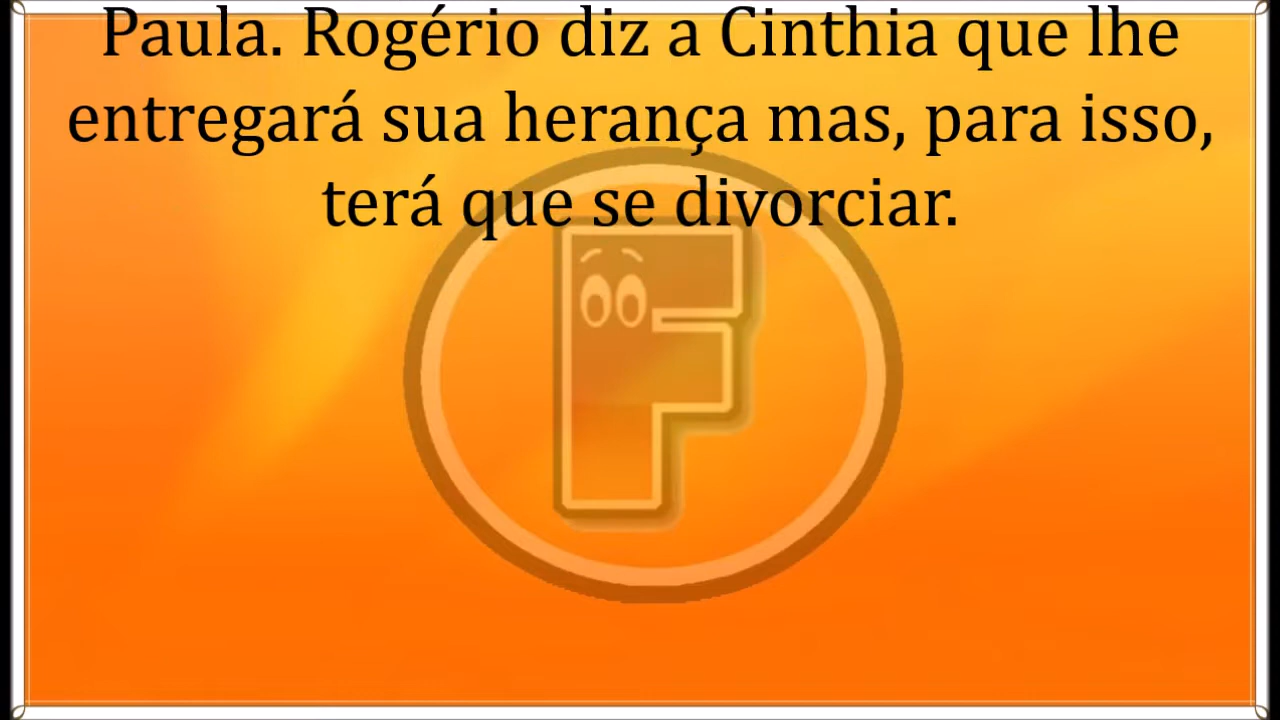 Paula. Rogério diz a Cinthia que lhe
entregará sua herança mas, para isso,
terá que se divorciar.
F